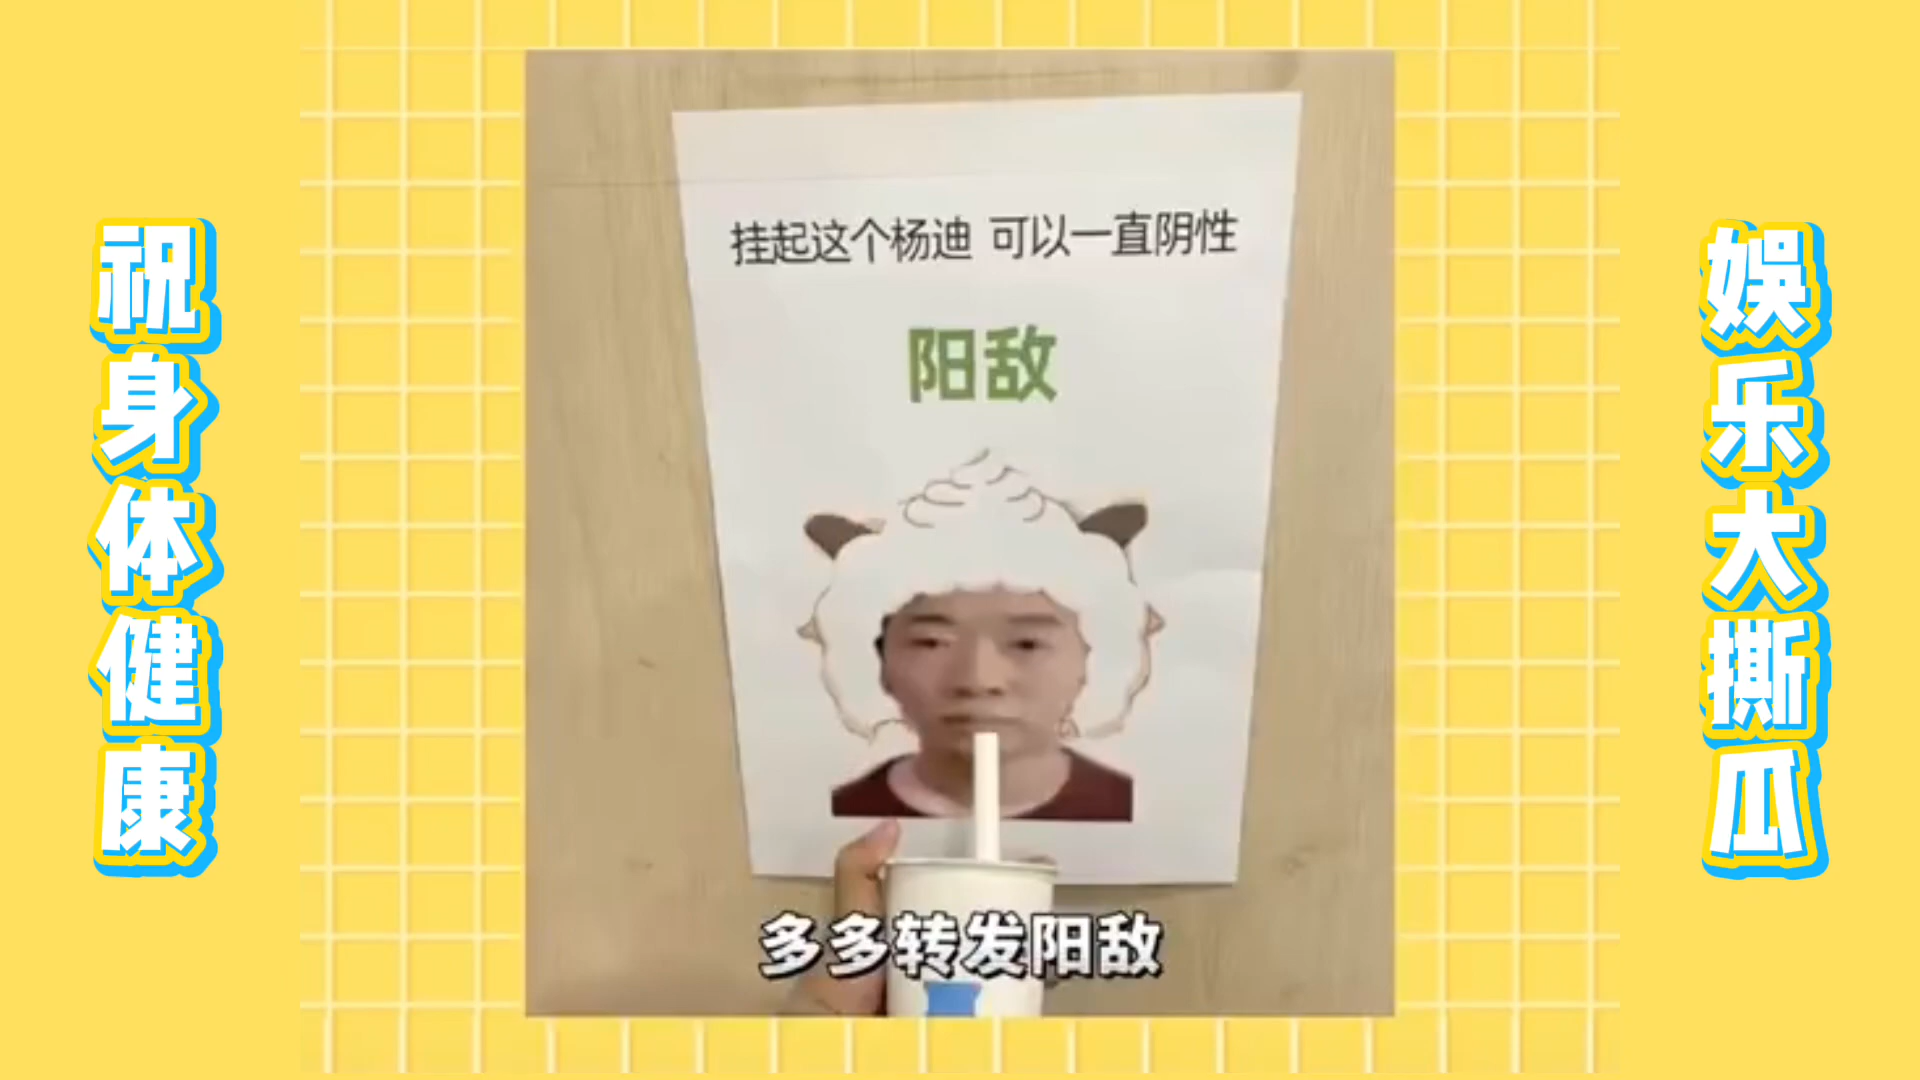 祝身体健康
挂起这个杨迪 可以一直阴性
阳敌
多多转发阳敌
娱乐大撕瓜